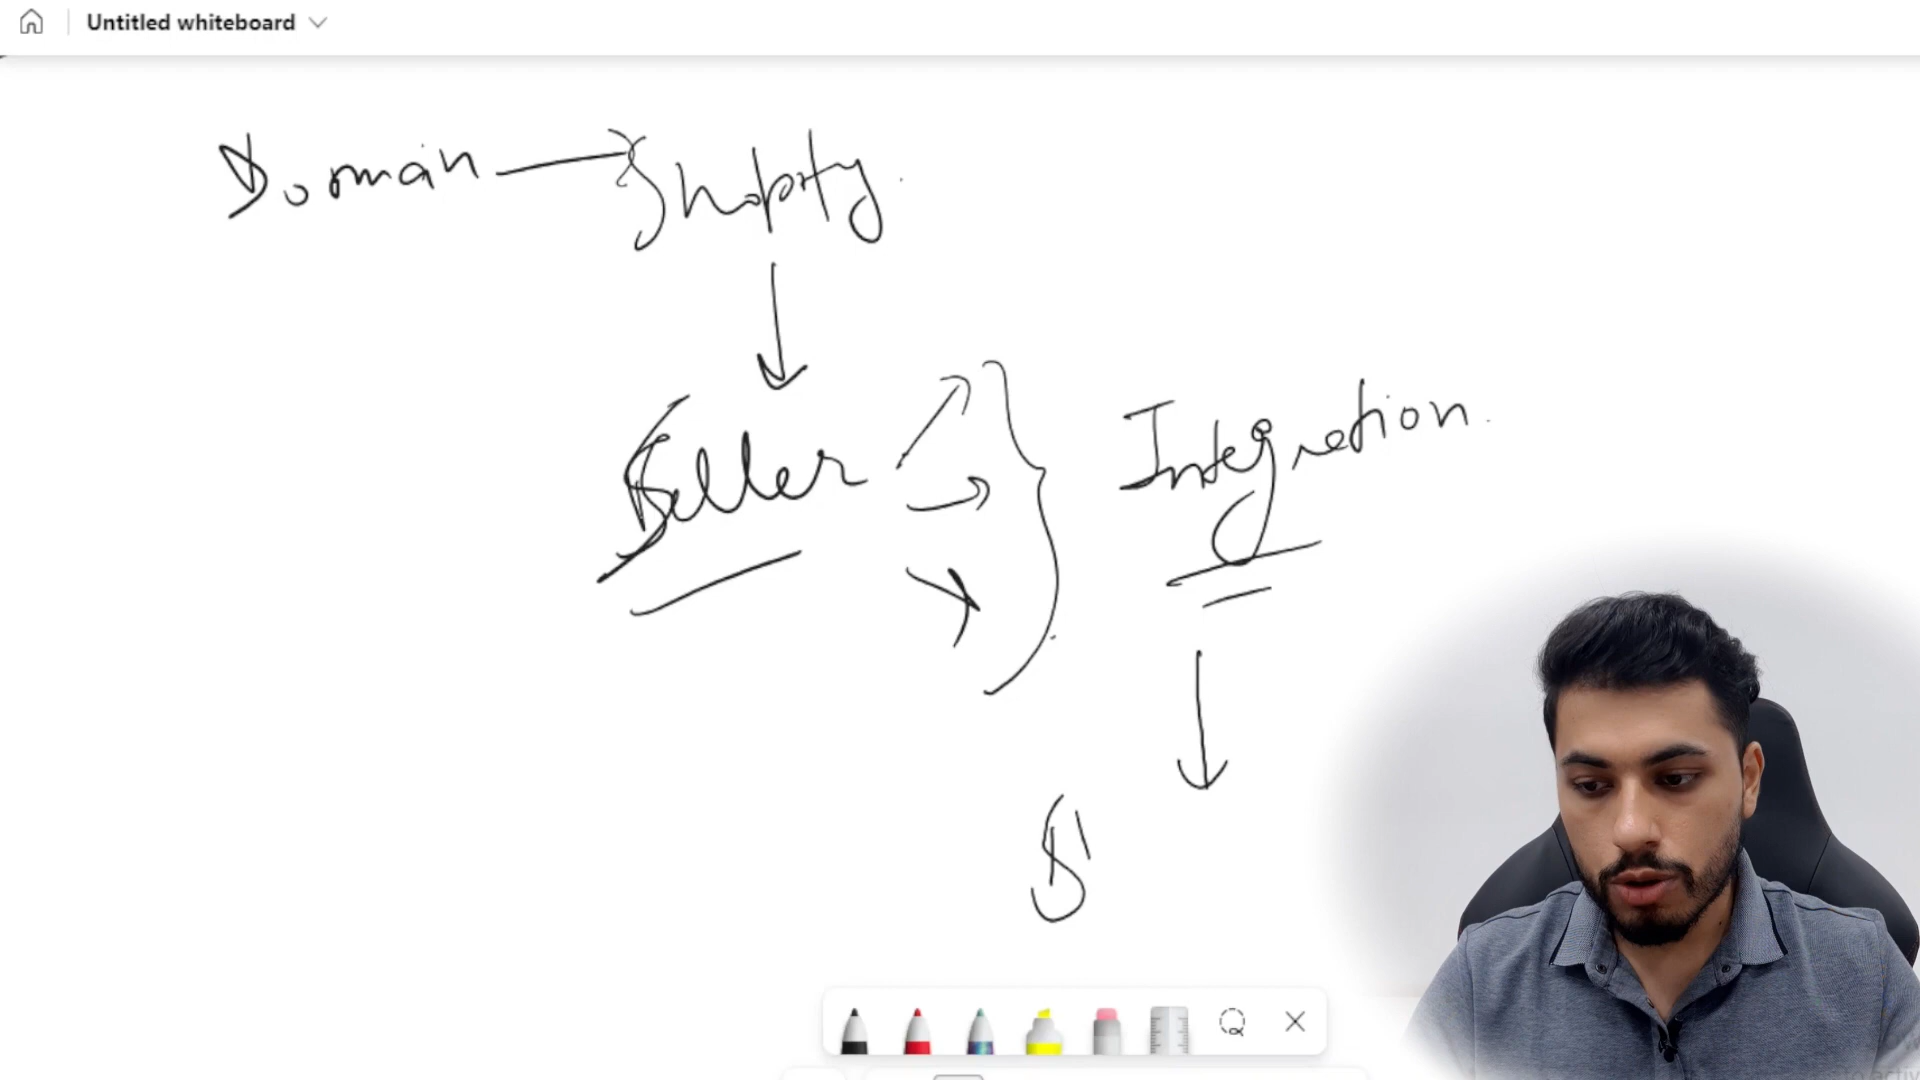 Untitled whiteboard
Domain → Shopify.
Seller
Integration.